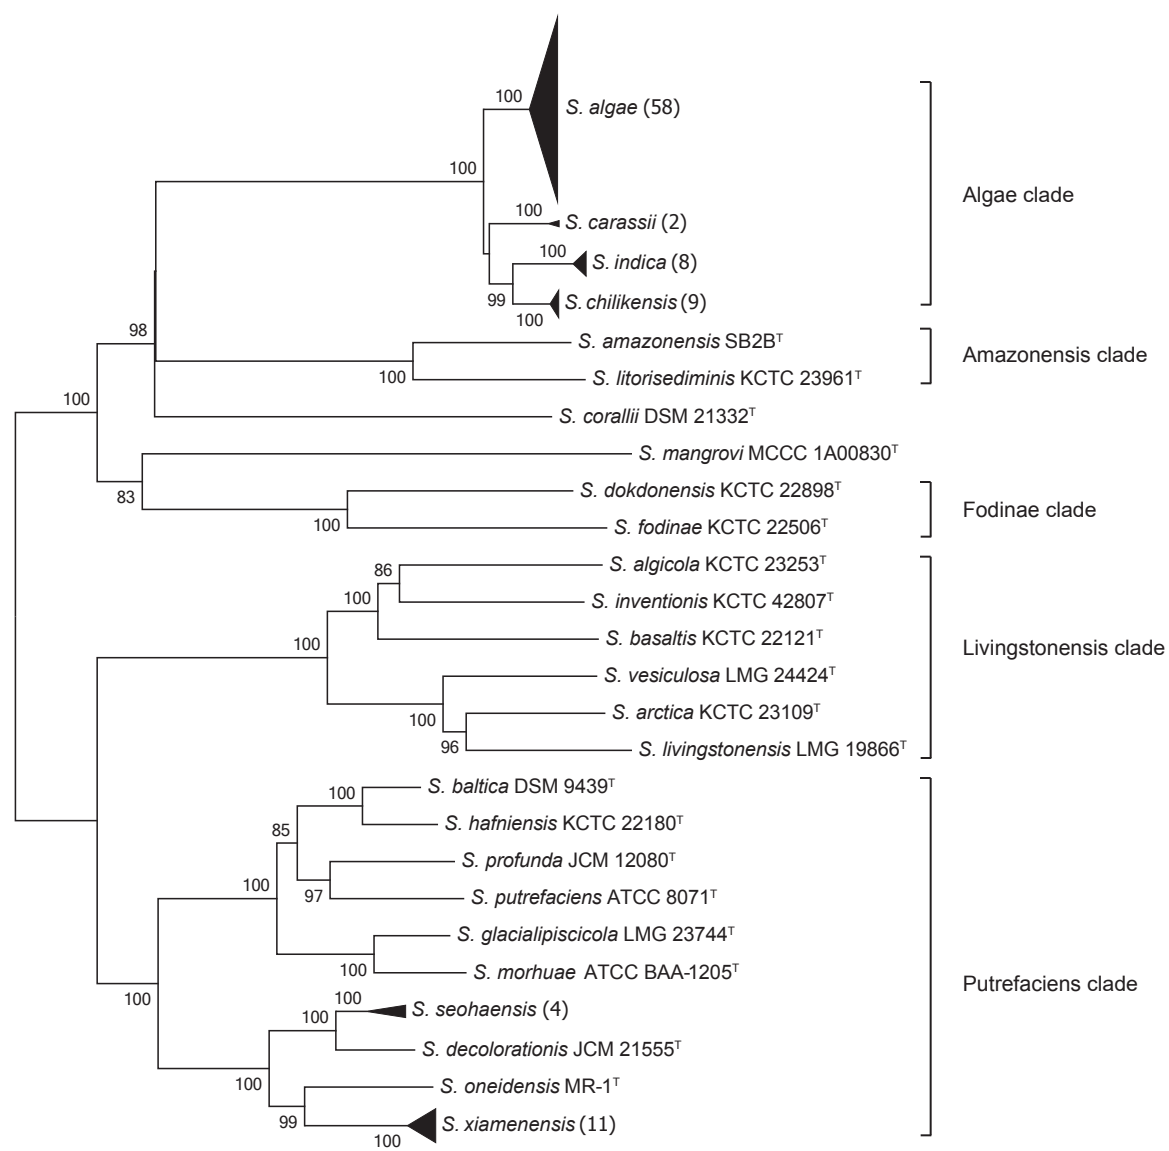 100
S. algae (58)
100
100
S. carassii (2)
100
S. indica (8)
99
S. chilikensis (9)
100
Algae clade
98
S. amazonensis SB2Bᵀ
100
S. litorisediminis KCTC 23961ᵀ
Amazonensis clade
100
S. corallii DSM 21332ᵀ
S. mangrovi MCCC 1A00830ᵀ
83
S. dokdonensis KCTC 22898ᵀ
100
S. fodinae KCTC 22506ᵀ
Fodinae clade
86
S. algicola KCTC 23253ᵀ
100
S. inventionis KCTC 42807ᵀ
100
S. basaltis KCTC 22121ᵀ
S. vesiculosa LMG 24424ᵀ
100
S. arctica KCTC 23109ᵀ
96
S. livingstonensis LMG 19866ᵀ
Livingstonensis clade
100
S. baltica DSM 9439ᵀ
S. hafniensis KCTC 22180ᵀ
85
S. profunda JCM 12080ᵀ
97
S. putrefaciens ATCC 8071ᵀ
100
S. glacialipiscicola LMG 23744ᵀ
100
S. morhuae ATCC BAA-1205ᵀ
100
100
S. seohaensis (4)
100
S. decolorationis JCM 21555ᵀ
100
S. oneidensis MR-1ᵀ
99
S. xiamenensis (11)
100
Putrefaciens clade